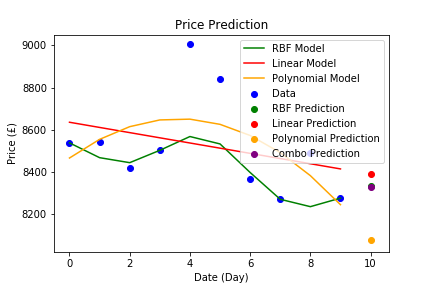 Price Prediction
9000
8800
8600
8400
8200
Price (£)
RBF Model
Linear Model
Polynomial Model
Data
RBF Prediction
Linear Prediction
Polynomial Prediction
Combo Prediction
0 2 4 6 8 10
Date (Day)